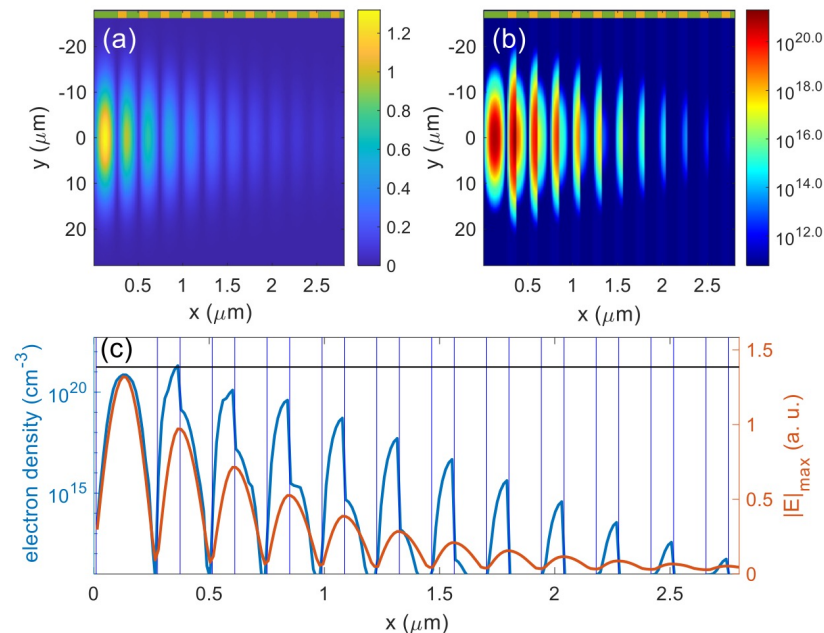 (a)
-20
-10
0
10
20
y (μm)
0.5 1 1.5 2 2.5
x (μm)
1.2
1
0.8
0.6
0.4
0.2
0
(b)
-20
-10
0
10
20
y (μm)
0.5 1 1.5 2 2.5
x (μm)
10^20.0
10^18.0
10^16.0
10^14.0
10^12.0
(c)
electron density (cm^-3)
10^20
10^15
|E|max (a. u.)
1.5
1
0.5
0
0 0.5 1 1.5 2 2.5
x (μm)